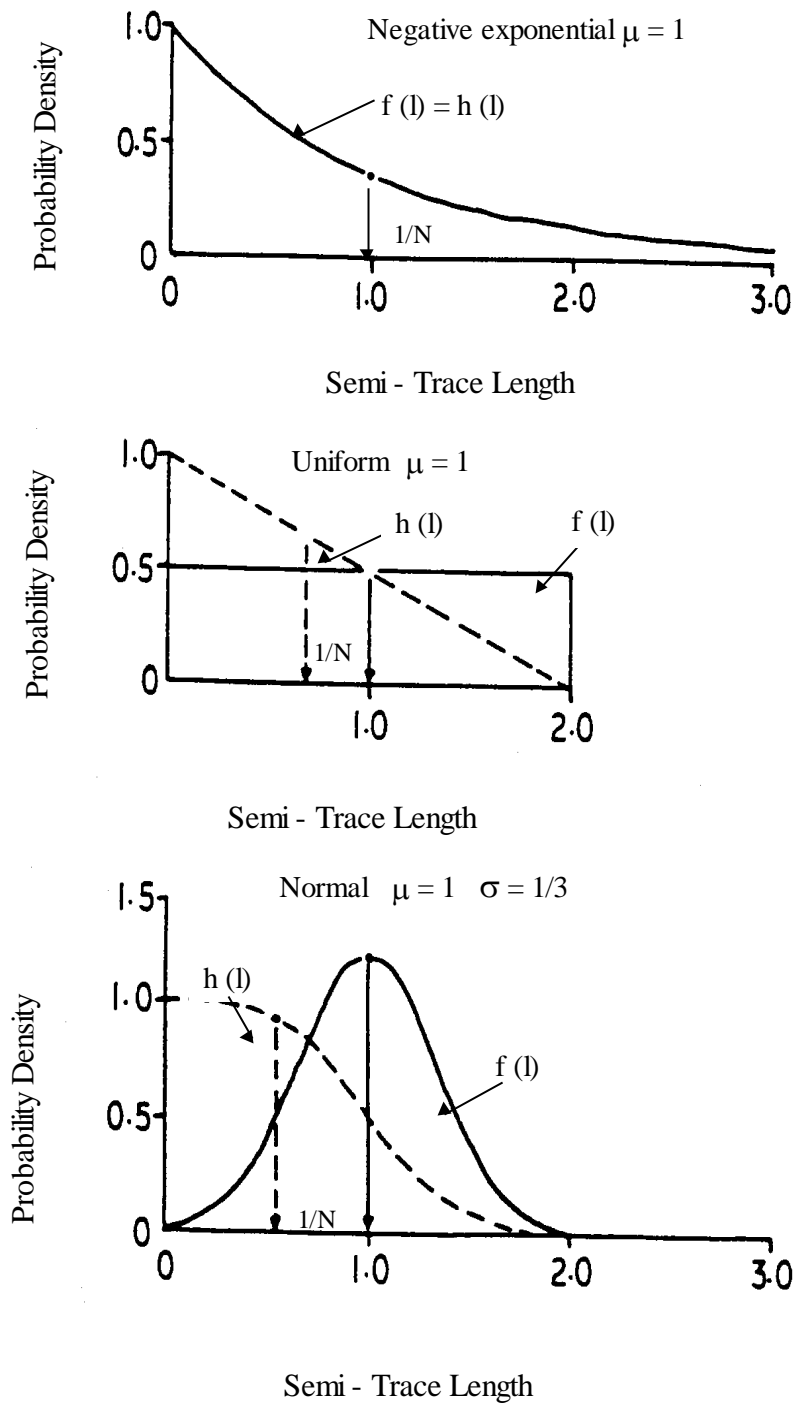 Negative exponential μ = 1
Probability Density
1.0
f (l) = h (l)
0.5
1/N
0
0 1.0 2.0 3.0
Semi - Trace Length
Uniform μ = 1
Probability Density
1.0
h (l)
f (l)
0.5
1/N
0
1.0 2.0
Semi - Trace Length
Normal μ = 1 σ = 1/3
Probability Density
1.5
h (l)
1.0
f (l)
0.5
1/N
0
0 1.0 2.0 3.0
Semi - Trace Length